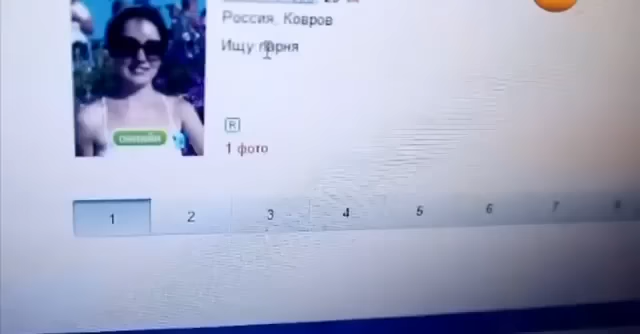 Россия, Ковров
Ищу парня
онлайн
R
1 фото
1 2 3 4 5 6 7 8